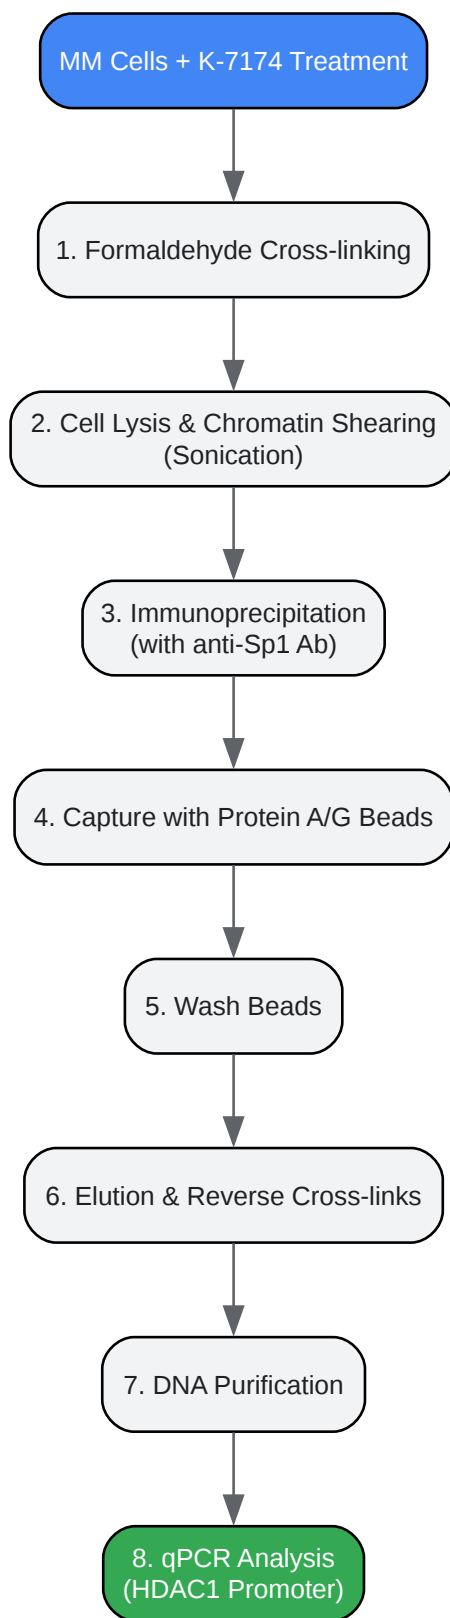 MM Cells + K-7174 Treatment
1. Formaldehyde Cross-linking
2. Cell Lysis & Chromatin Shearing
(Sonication)
3. Immunoprecipitation
(with anti-Sp1 Ab)
4. Capture with Protein A/G Beads
5. Wash Beads
6. Elution & Reverse Cross-links
7. DNA Purification
8. qPCR Analysis
(HDAC1 Promoter)